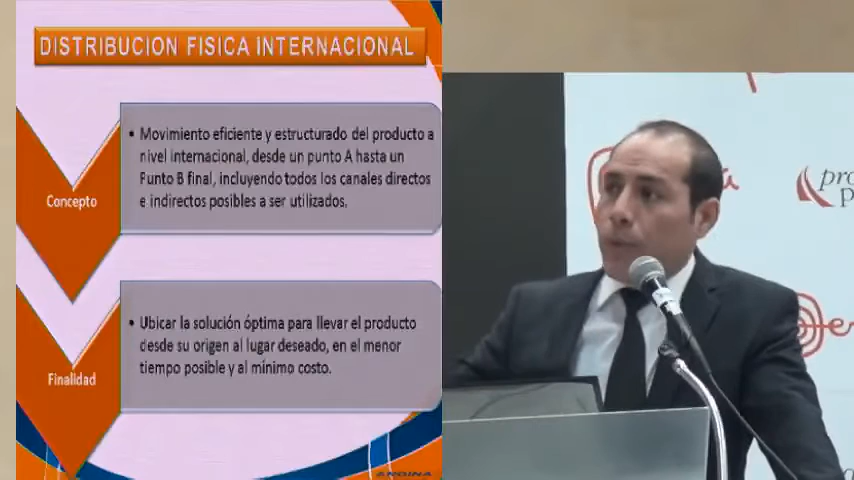 DISTRIBUCION FISICA INTERNACIONAL
Concepto
• Movimiento eficiente y estructurado del producto a
nivel internacional, desde un punto A hasta un
Punto B final, incluyendo todos los canales directos
e indirectos posibles a ser utilizados.
Finalidad
• Ubicar la solución óptima para llevar el producto
desde su origen al lugar deseado, en el menor
tiempo posible y al mínimo costo.
ANDINA